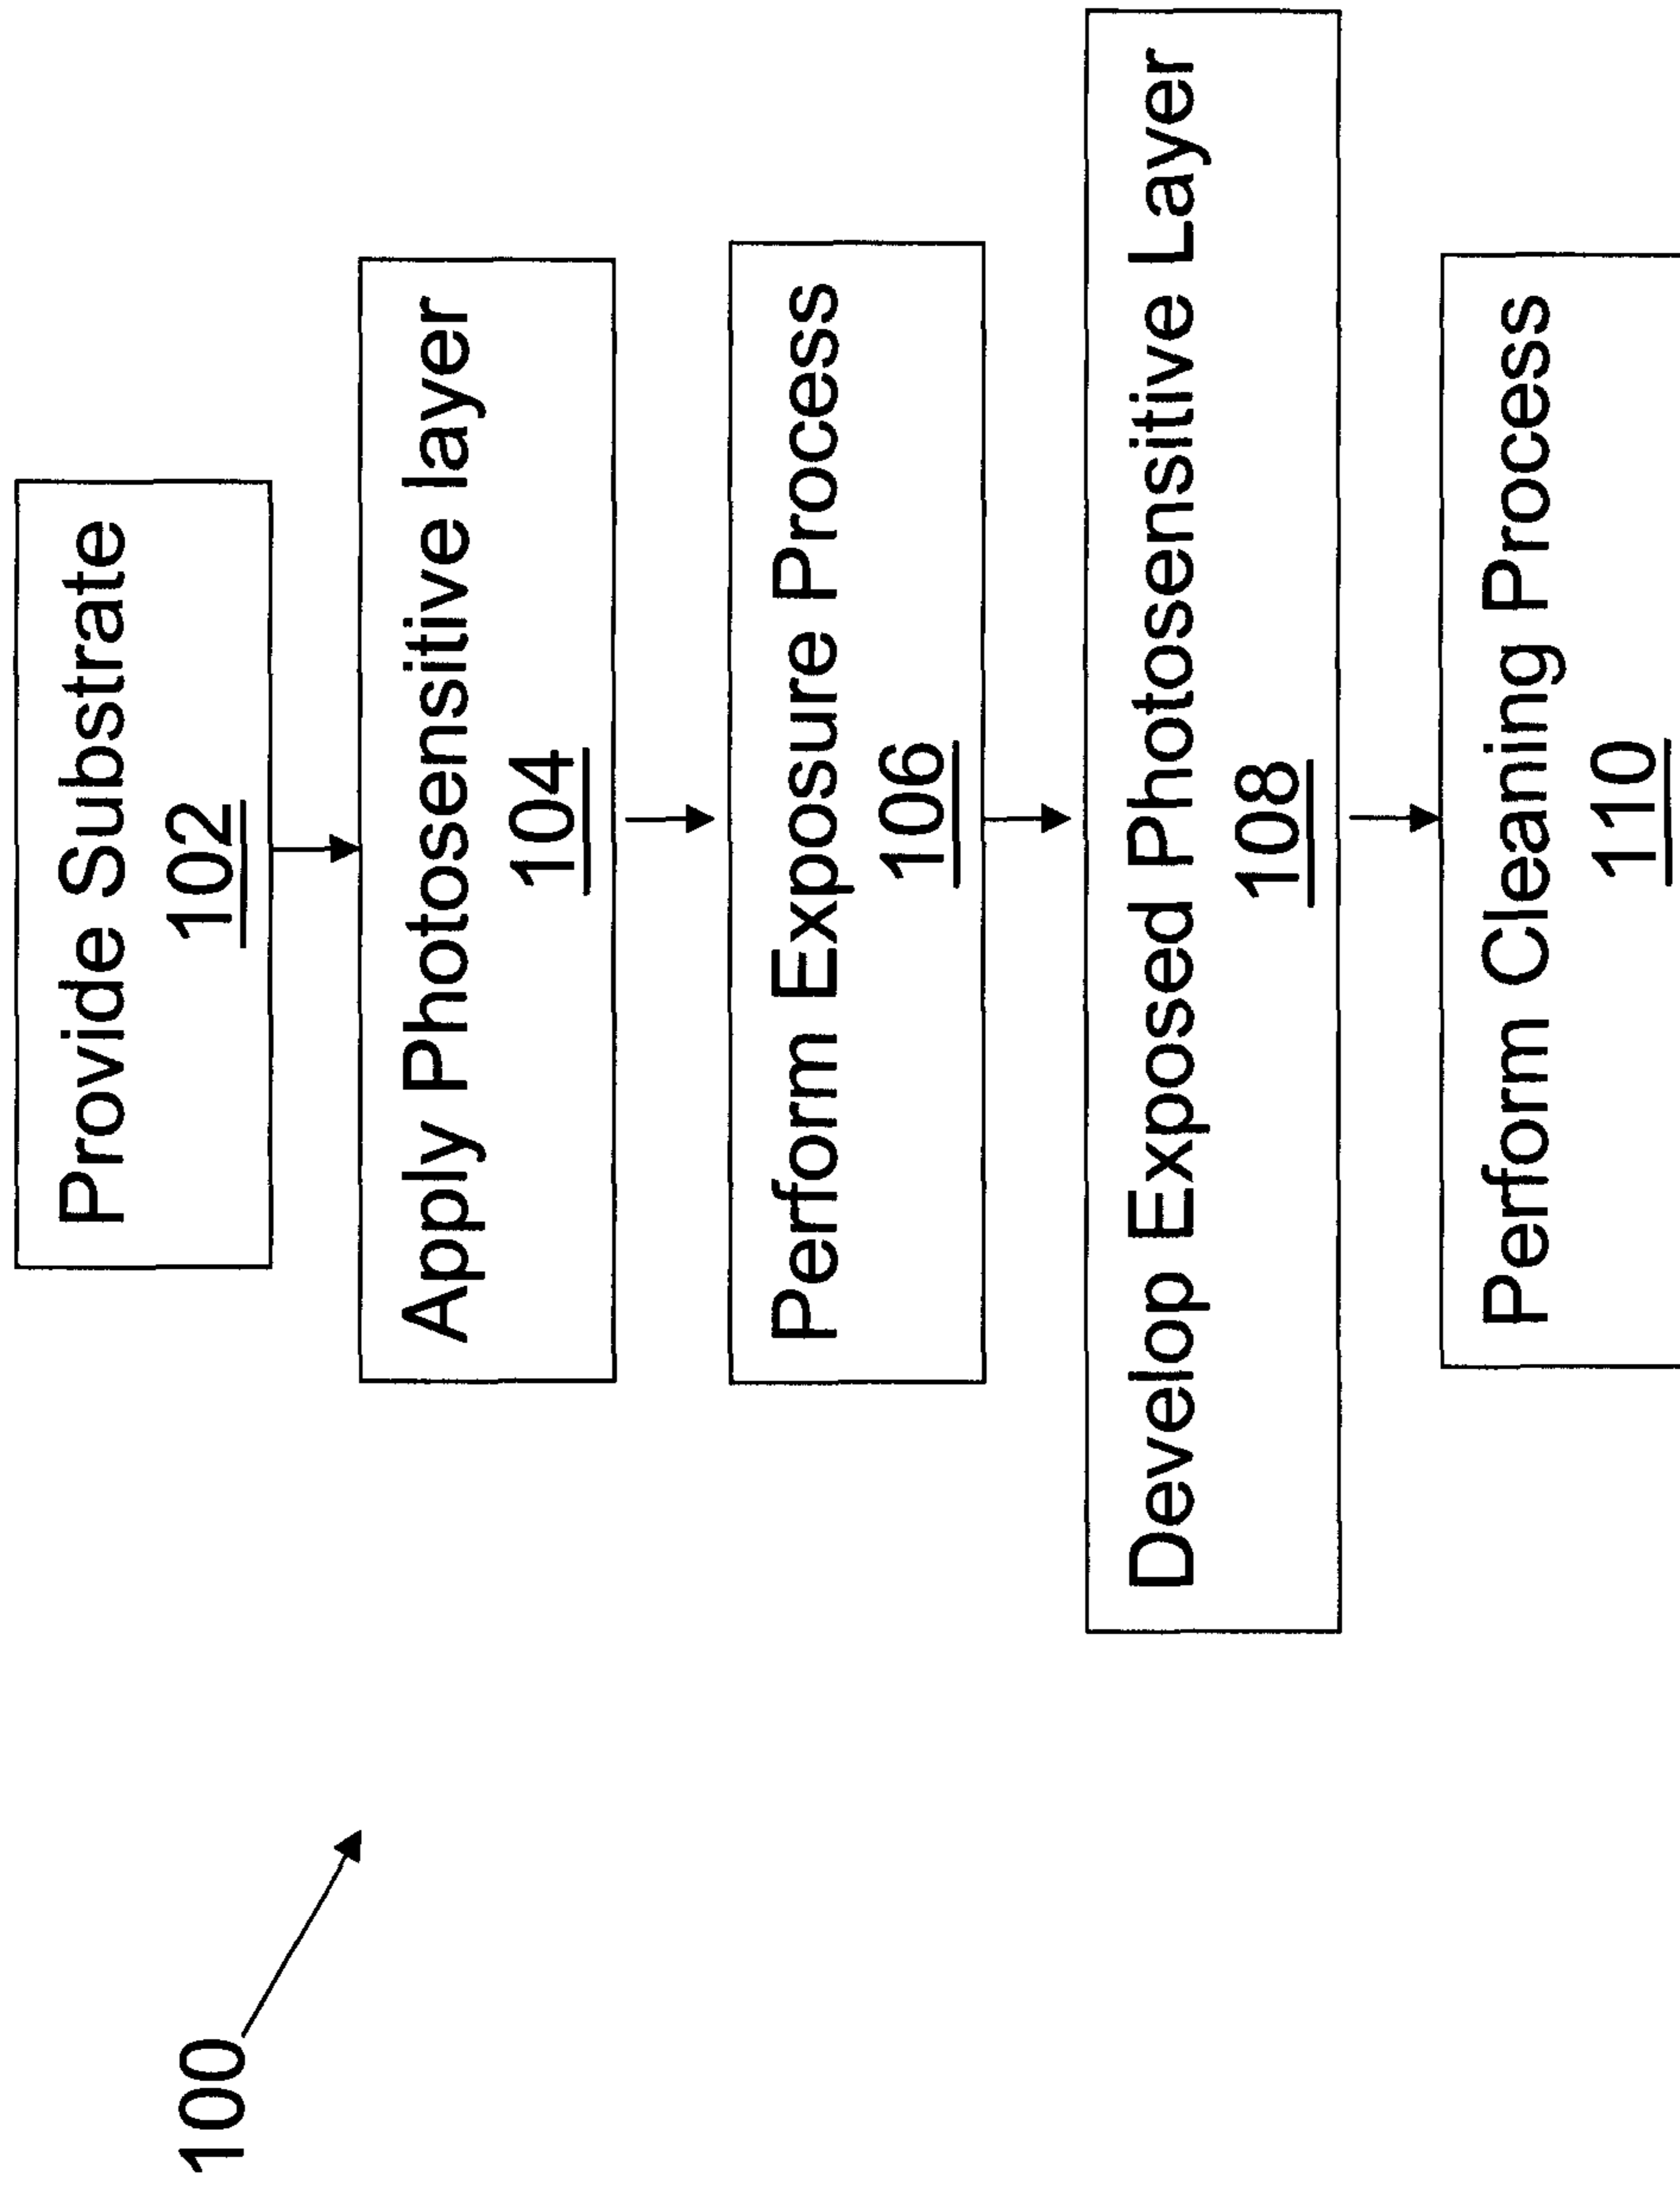 100
Provide Substrate
102
Apply Photosensitive layer
104
Perform Exposure Process
106
Develop Exposed Photosensitive Layer
108
Perform Cleaning Process
110